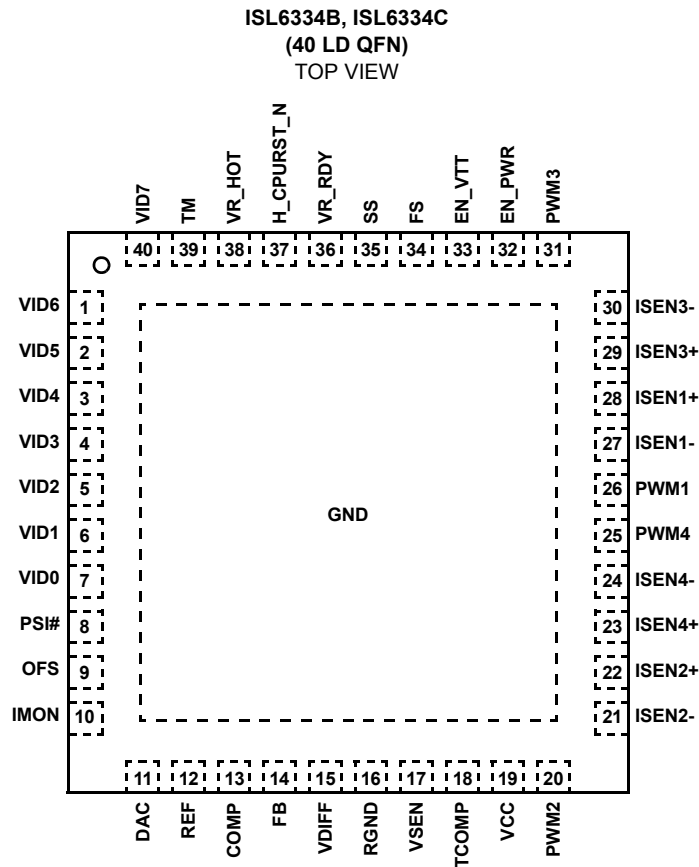 ISL6334B, ISL6334C
(40 LD QFN)
TOP VIEW
VID7
TM
VR_HOT
H_CPURST_N
VR_RDY
SS
FS
EN_VTT
EN_PWR
PWM3
40 39 38 37 36 35 34 33 32 31
VID6 1
VID5 2
VID4 3
VID3 4
VID2 5
VID1 6
VID0 7
PSI# 8
OFS 9
IMON 10
GND
30 ISEN3-
29 ISEN3+
28 ISEN1+
27 ISEN1-
26 PWM1
25 PWM4
24 ISEN4-
23 ISEN4+
22 ISEN2+
21 ISEN2-
11 12 13 14 15 16 17 18 19 20
DAC
REF
COMP
FB
VDIFF
RGND
VSEN
TCOMP
VCC
PWM2